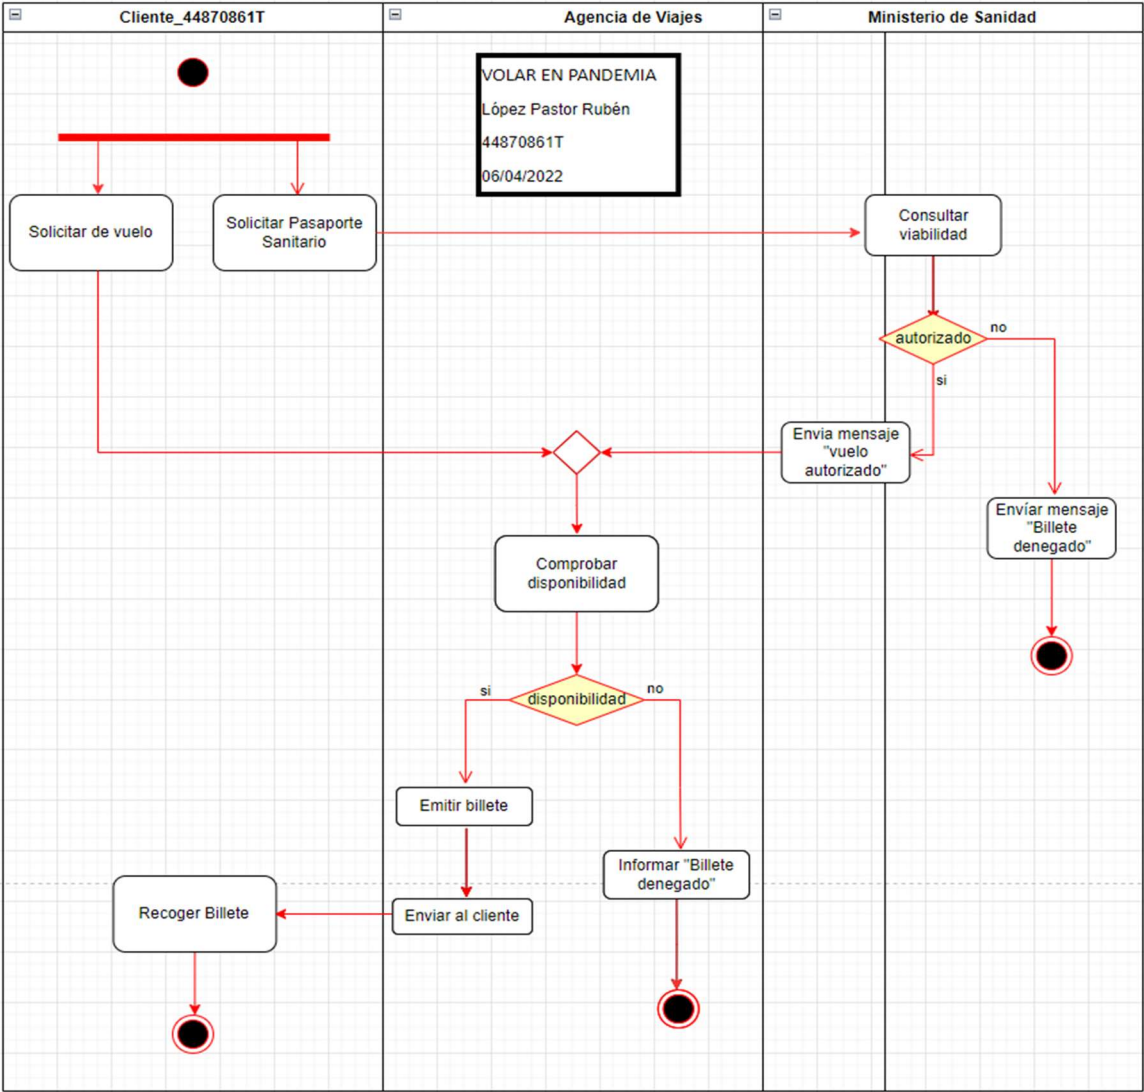 Cliente_44870861T
Agencia de Viajes
Ministerio de Sanidad
VOLAR EN PANDEMIA
López Pastor Rubén
44870861T
06/04/2022
Solicitar de vuelo
Solicitar Pasaporte
Sanitario
Consultar
viabilidad
autorizado
no
si
Envia mensaje
"vuelo
autorizado"
Envíar mensaje
"Billete
denegado"
Comprobar
disponibilidad
si
disponibilidad
no
Emitir billete
Informar "Billete
denegado"
Recoger Billete
Enviar al cliente